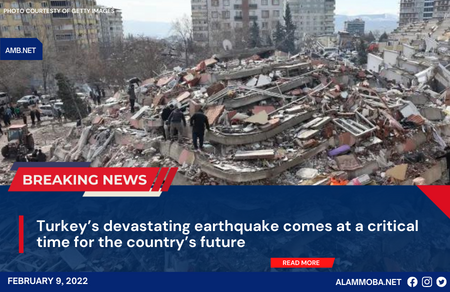 PHOTO COURTESY OF GETTY IMAGES.
AMB.NET
BREAKING NEWS
Turkey's devastating earthquake comes at a critical
time for the country's future
READ MORE
FEBRUARY 9, 2022
ALAMMOBA.NET